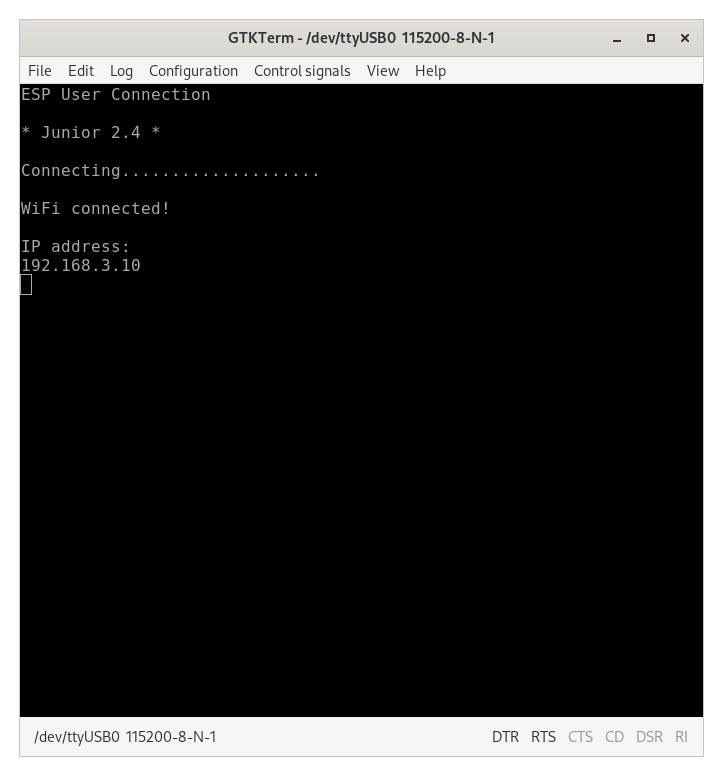 GTKTerm - /dev/ttyUSB0 115200-8-N-1
File Edit Log Configuration Control signals View Help
ESP User Connection
* Junior 2.4 *
Connecting....................
WiFi connected!
IP address:
192.168.3.10
/dev/ttyUSB0 115200-8-N-1 DTR RTS CTS CD DSR RI